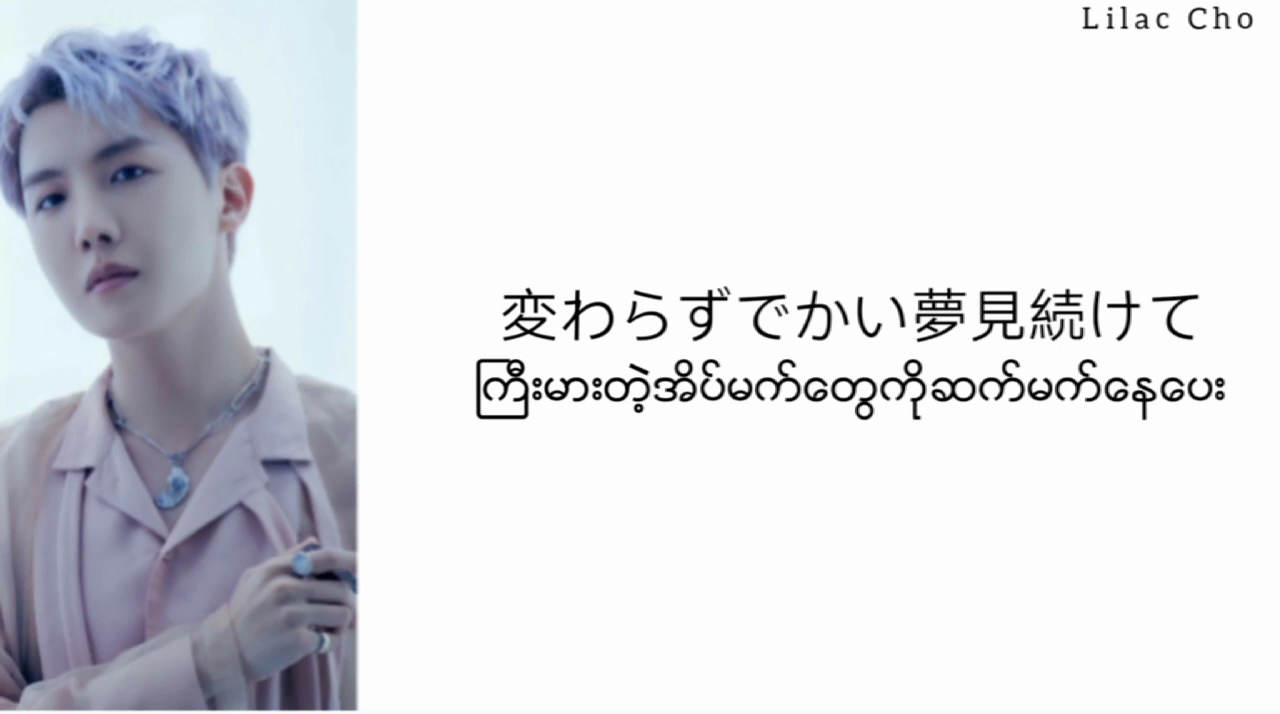 Lilac Cho
変わらずでかい夢見続けて
ကြီးမားတဲ့အိပ်မက်တွေကိုဆက်မက်နေပေး